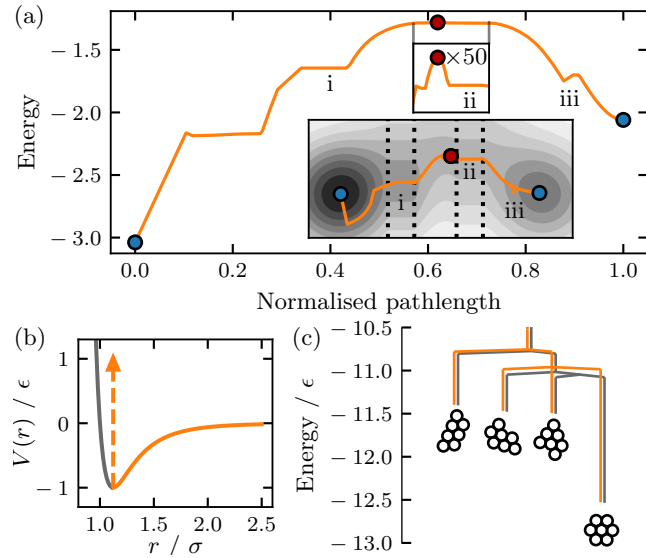 (a)
Energy
− 1.5
− 2.0
− 2.5
− 3.0
i
×50
ii
iii
i
ii
iii
0.0 0.2 0.4 0.6 0.8 1.0
Normalised pathlength
(b)
V(r) / ϵ
1
0
− 1
1.0 1.5 2.0 2.5
r / σ
(c)
Energy / ϵ
− 10.5
− 11.0
− 11.5
− 12.0
− 12.5
− 13.0